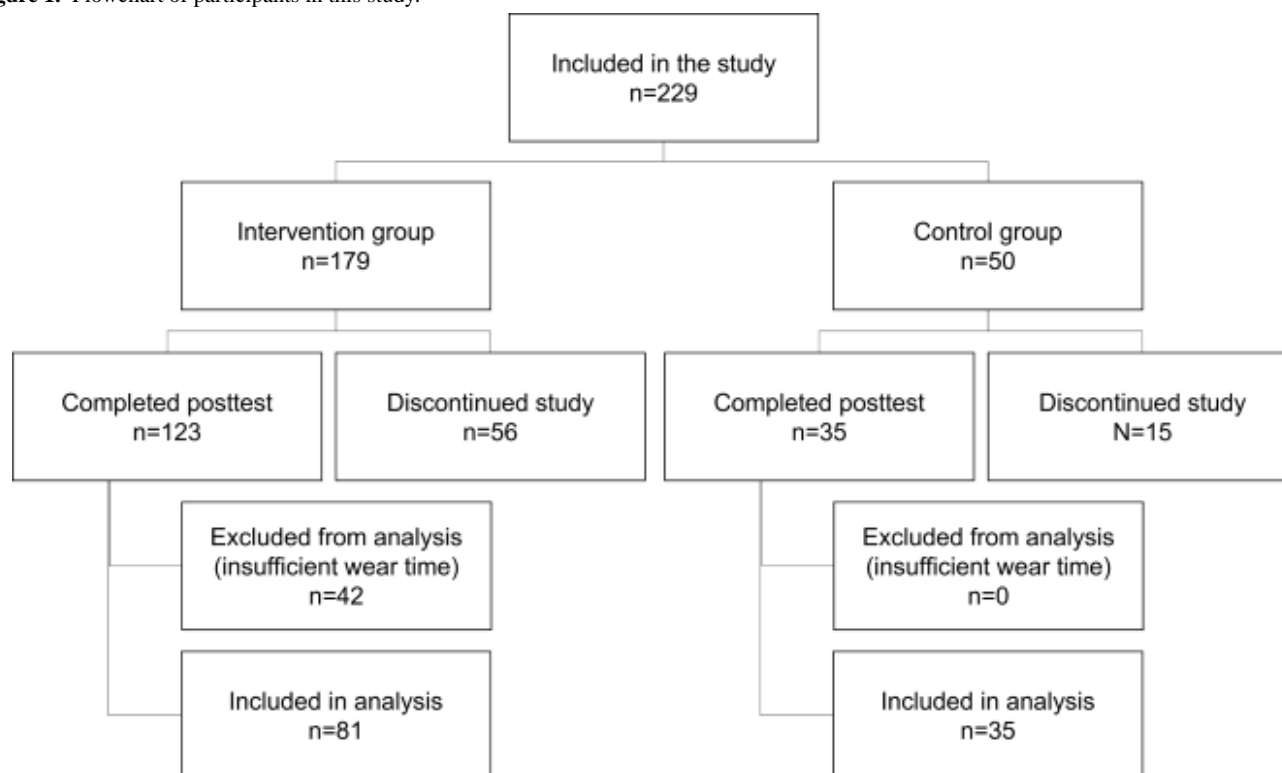 Figure 1. Flowchart of participants in this study.
Included in the study
n=229
Intervention group
n=179
Control group
n=50
Completed posttest
n=123
Discontinued study
n=56
Completed posttest
n=35
Discontinued study
N=15
Excluded from analysis
(insufficient wear time)
n=42
Excluded from analysis
(insufficient wear time)
n=0
Included in analysis
n=81
Included in analysis
n=35